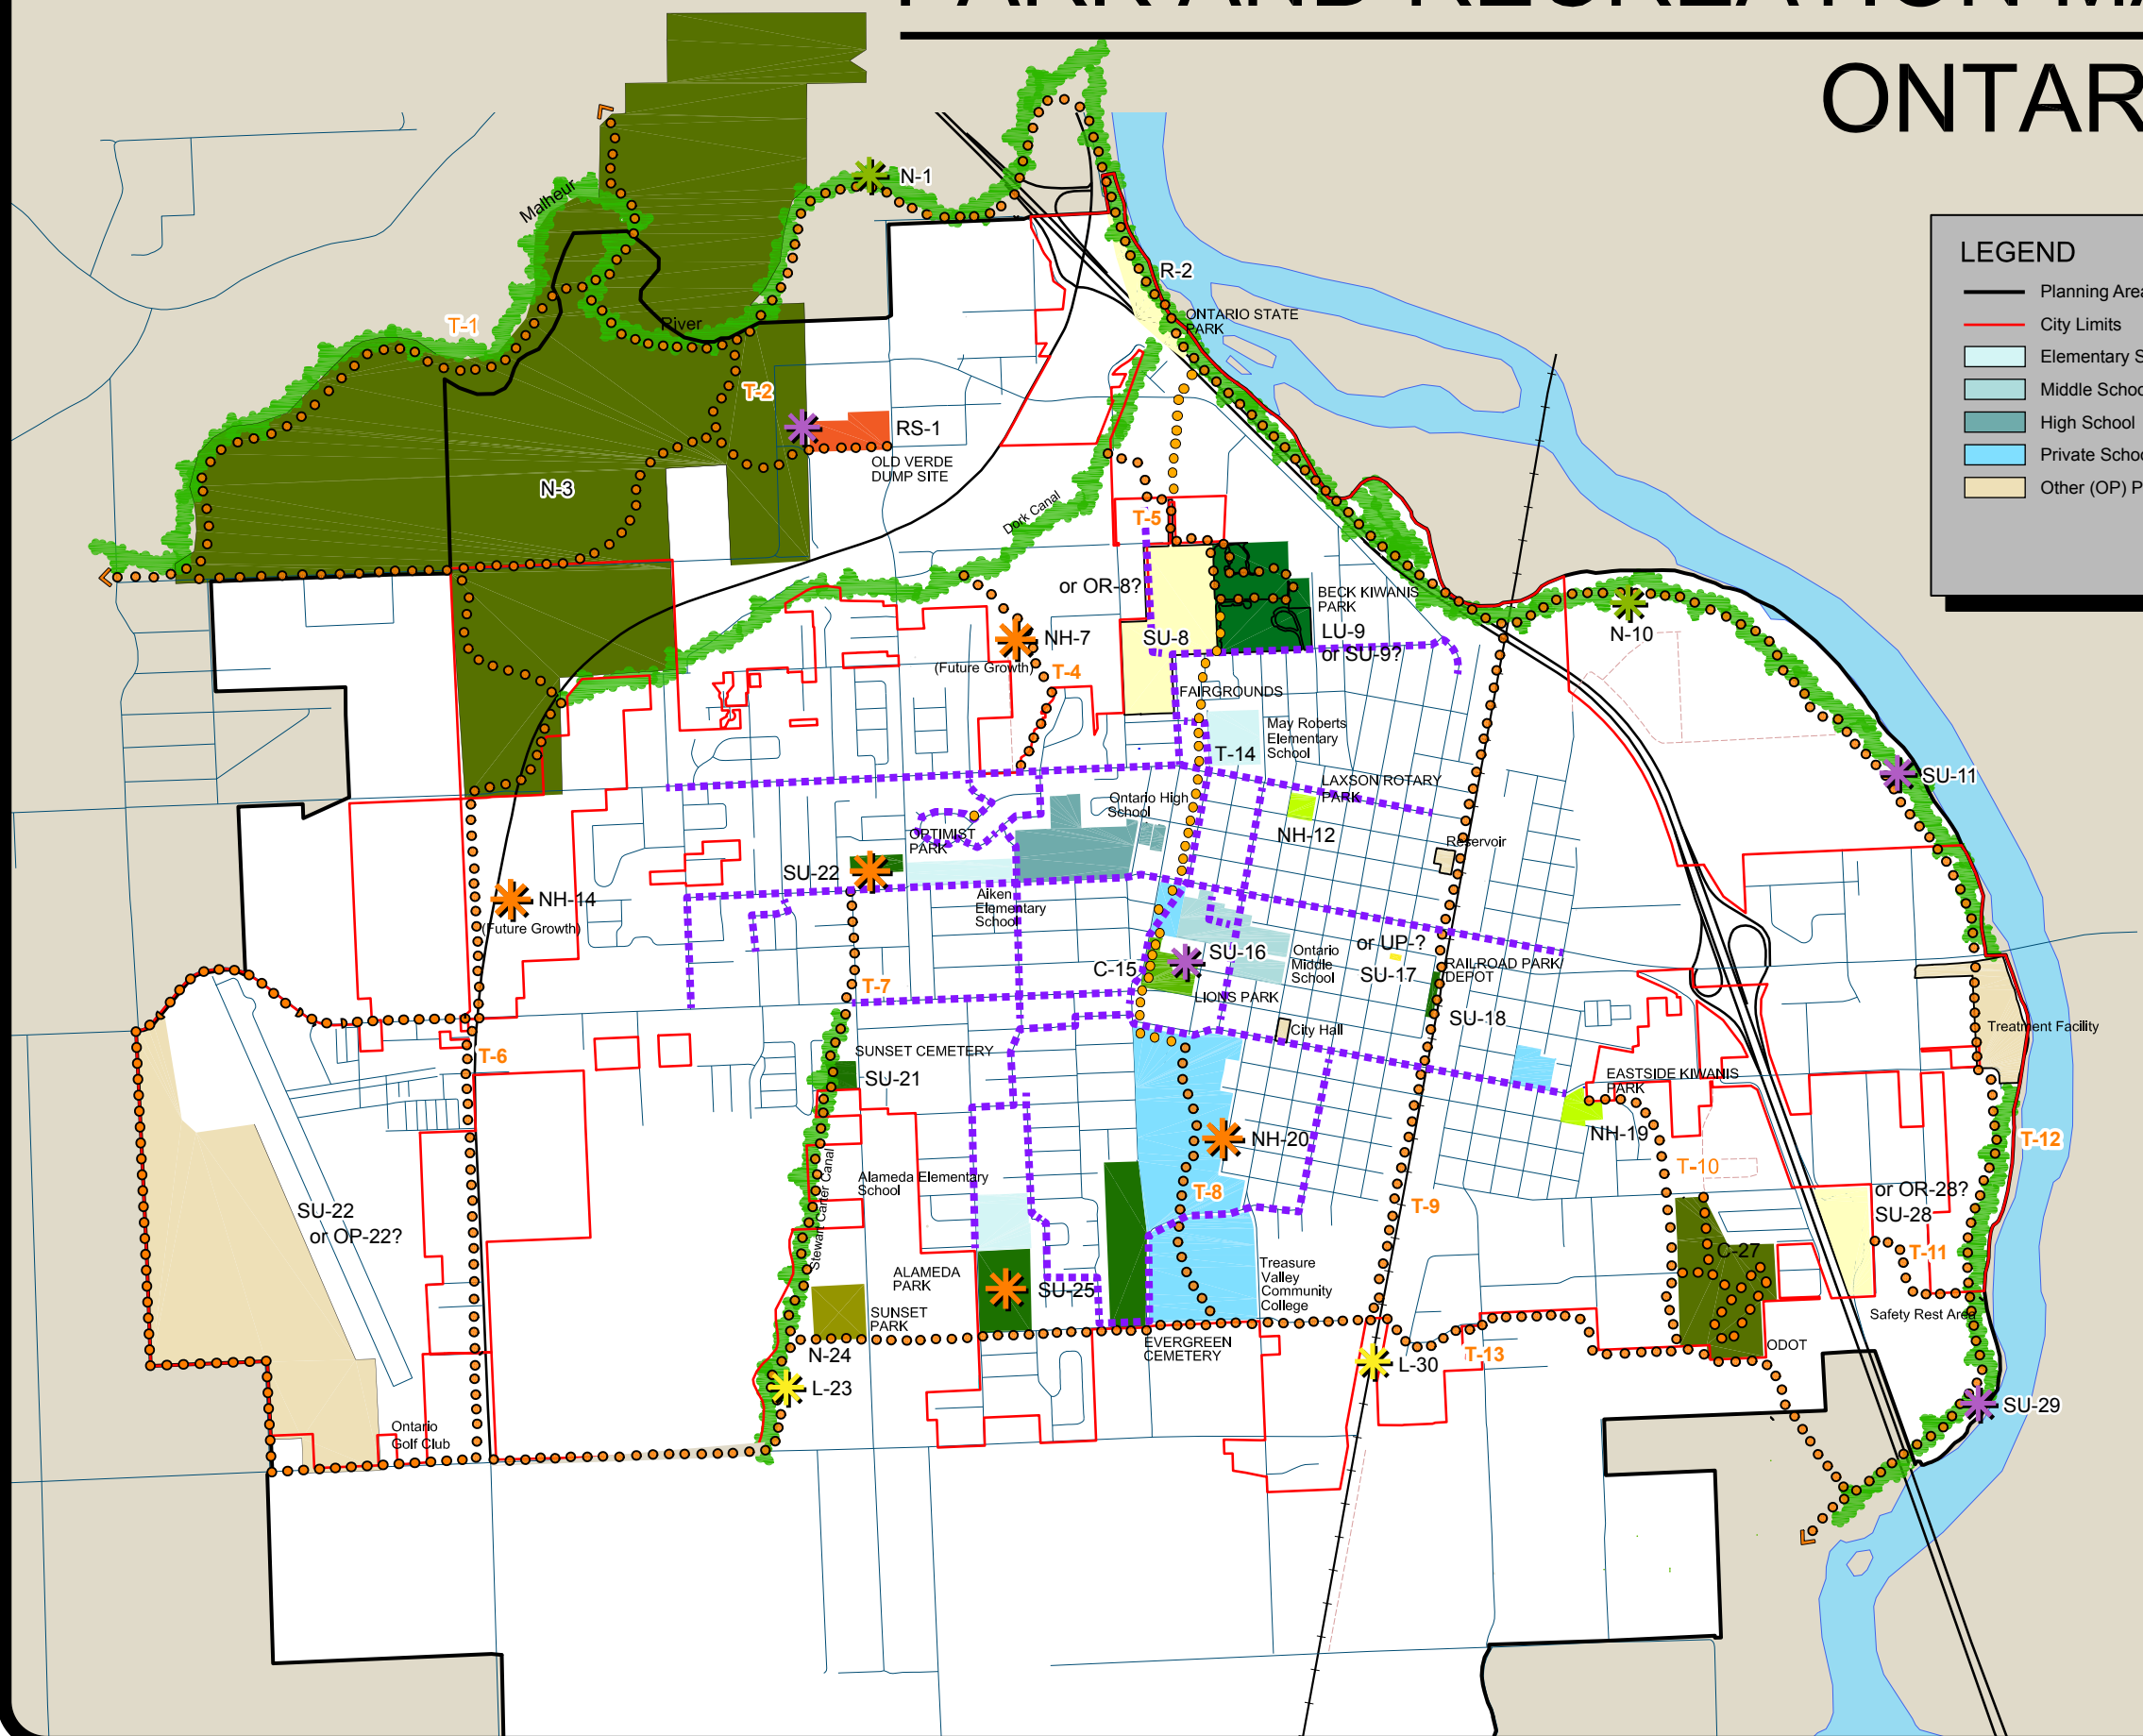 PARK AND RECREATION MA
ONTAR
LEGEND
Planning Area
City Limits
Elementary S
Middle Schoo
High School
Private Schoo
Other (OP) P
Malheur
N-1
R-2
ONTARIO STATE
PARK
T-1
River
T-2
RS-1
OLD VERDE
DUMP SITE
N-3
Dork Canal
T-5
or OR-8?
BECK KIWANIS
PARK
LU-9
or SU-9?
SU-8
NH-7
(Future Growth)
T-4
N-10
FAIRGROUNDS
May Roberts
Elementary
School
T-14
SU-11
LAXSON ROTARY
PARK
NH-12
Ontario High
School
OPTIMIST
PARK
SU-22
Reservoir
NH-14
(Future Growth)
Aiken
Elementary
School
or UP-?
SU-17
SU-16
Ontario
Middle
School
C-15
LIONS PARK
RAILROAD PARK/
DEPOT
SU-18
T-7
City Hall
Treatment Facility
T-6
SUNSET CEMETERY
SU-21
EASTSIDE KIWANIS
PARK
NH-19
NH-20
T-12
T-10
Alameda Elementary
School
Stewart Carter Canal
T-8
T-9
SU-22
or OP-22?
or OR-28?
SU-28
T-11
C-27
ALAMEDA
PARK
SU-25
Treasure
Valley
Community
College
SUNSET
PARK
N-24
EVERGREEN
CEMETERY
Safety Rest Area
ODOT
T-13
L-23
L-30
SU-29
Ontario
Golf Club